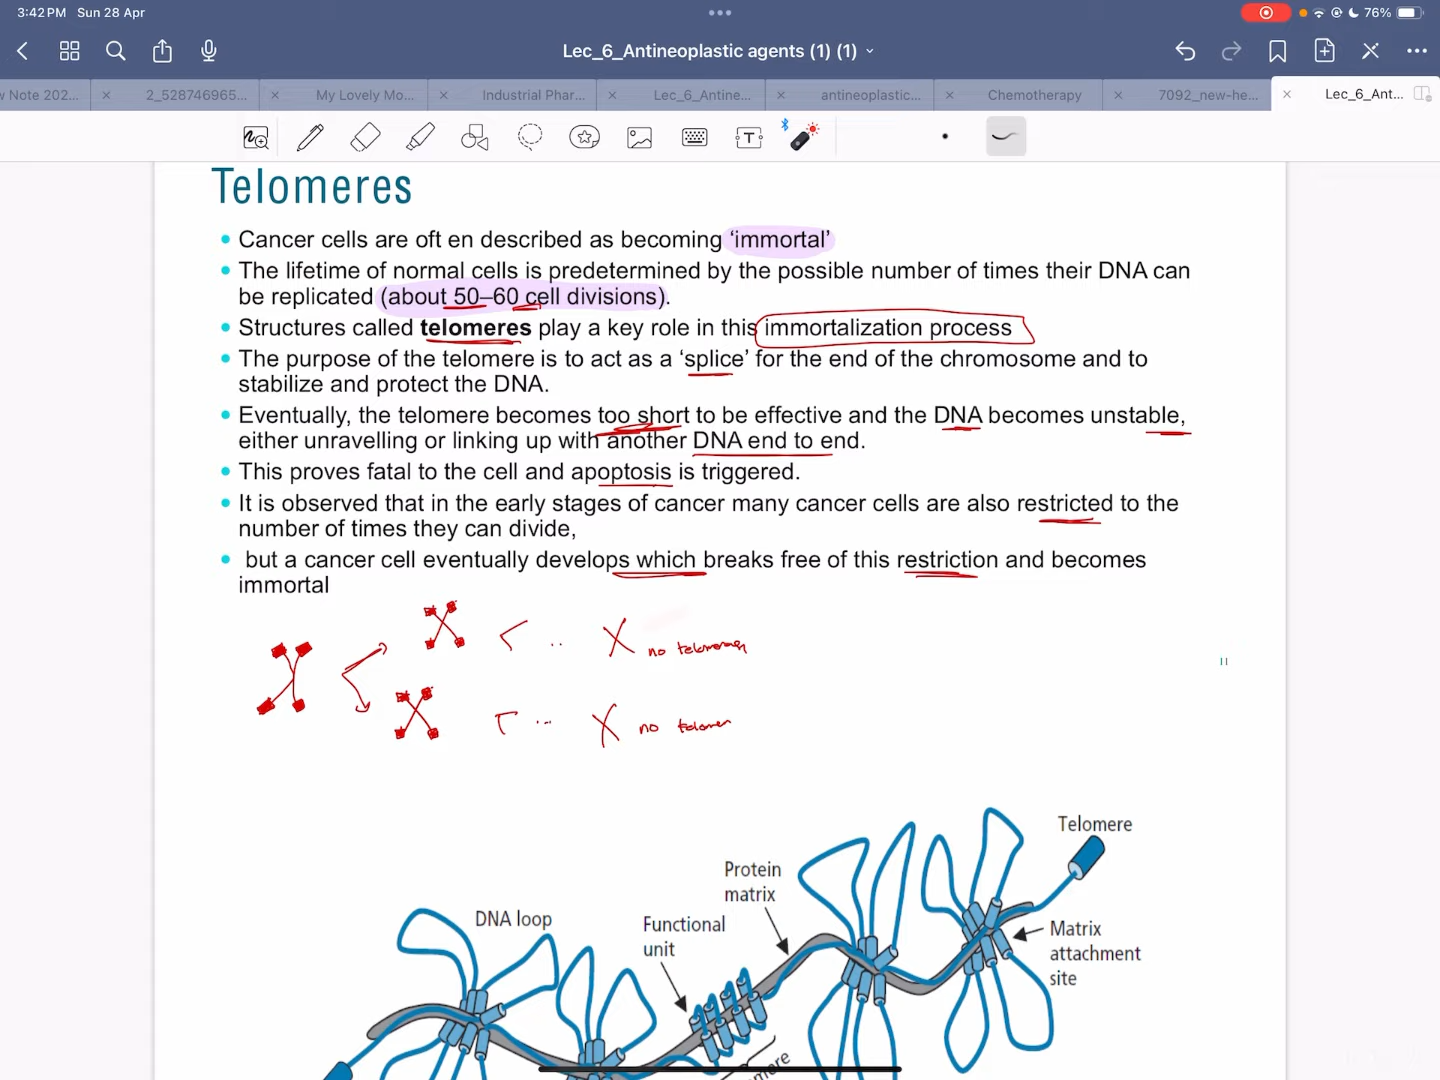 3:42 PM Sun 28 Apr
76%
Lec_6_Antineoplastic agents (1) (1)
w Note 202...
2_528746965...
My Lovely Mo...
Industrial Phar...
Lec_6_Antine...
antineoplastic...
Chemotherapy
7092_new-he...
Lec_6_Ant...
Telomeres
• Cancer cells are oft en described as becoming ‘immortal’
• The lifetime of normal cells is predetermined by the possible number of times their DNA can
be replicated (about 50–60 cell divisions).
• Structures called telomeres play a key role in this immortalization process
• The purpose of the telomere is to act as a ‘splice’ for the end of the chromosome and to
stabilize and protect the DNA.
• Eventually, the telomere becomes too short to be effective and the DNA becomes unstable,
either unravelling or linking up with another DNA end to end.
• This proves fatal to the cell and apoptosis is triggered.
• It is observed that in the early stages of cancer many cancer cells are also restricted to the
number of times they can divide,
• but a cancer cell eventually develops which breaks free of this restriction and becomes
immortal
no
no telomer
Telomere
Protein
matrix
DNA loop
Functional
unit
Matrix
attachment
site